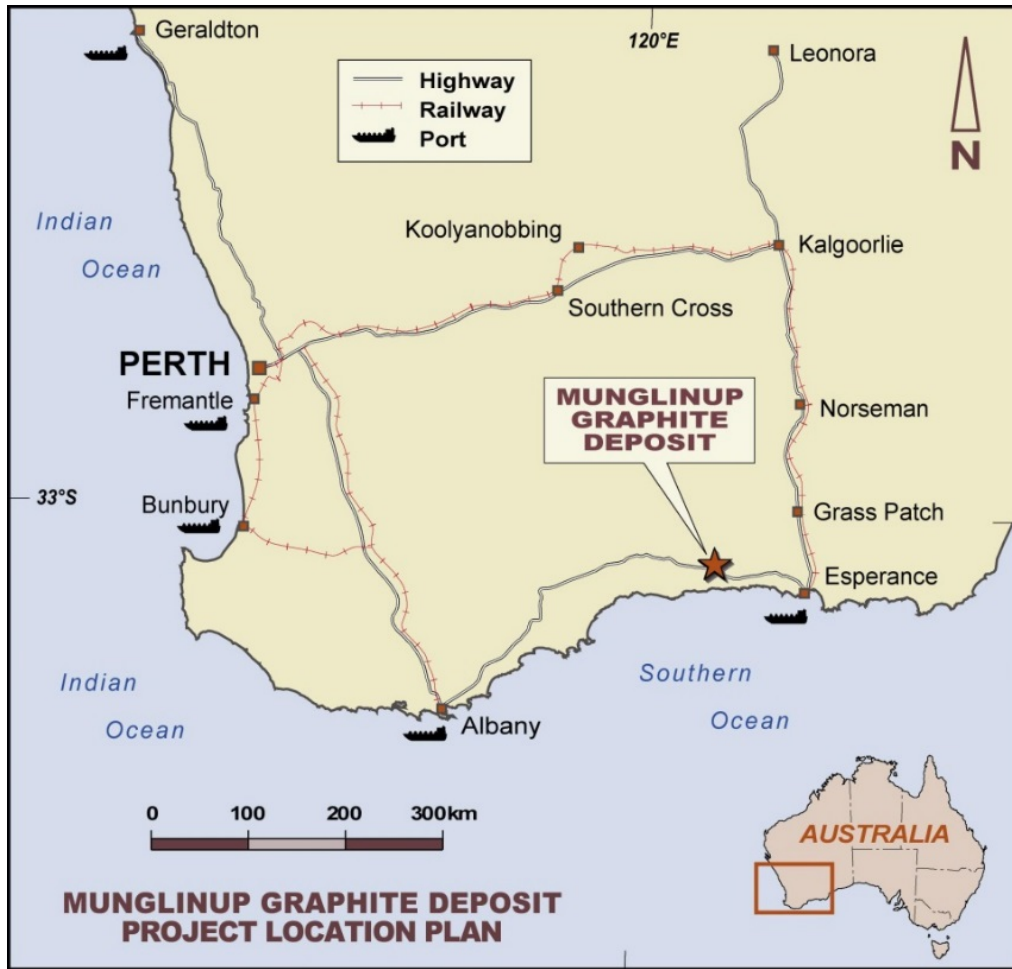 Geraldton
120°E
Leonora
Highway
Railway
Port
N
Indian
Ocean
Koolyanobbing
Kalgoorlie
Southern Cross
PERTH
Fremantle
MUNGLINUP
GRAPHITE
DEPOSIT
Norseman
33°S
Bunbury
Grass Patch
Esperance
Indian
Ocean
Southern
Ocean
Albany
0 100 200 300km
AUSTRALIA
MUNGLINUP GRAPHITE DEPOSIT
PROJECT LOCATION PLAN